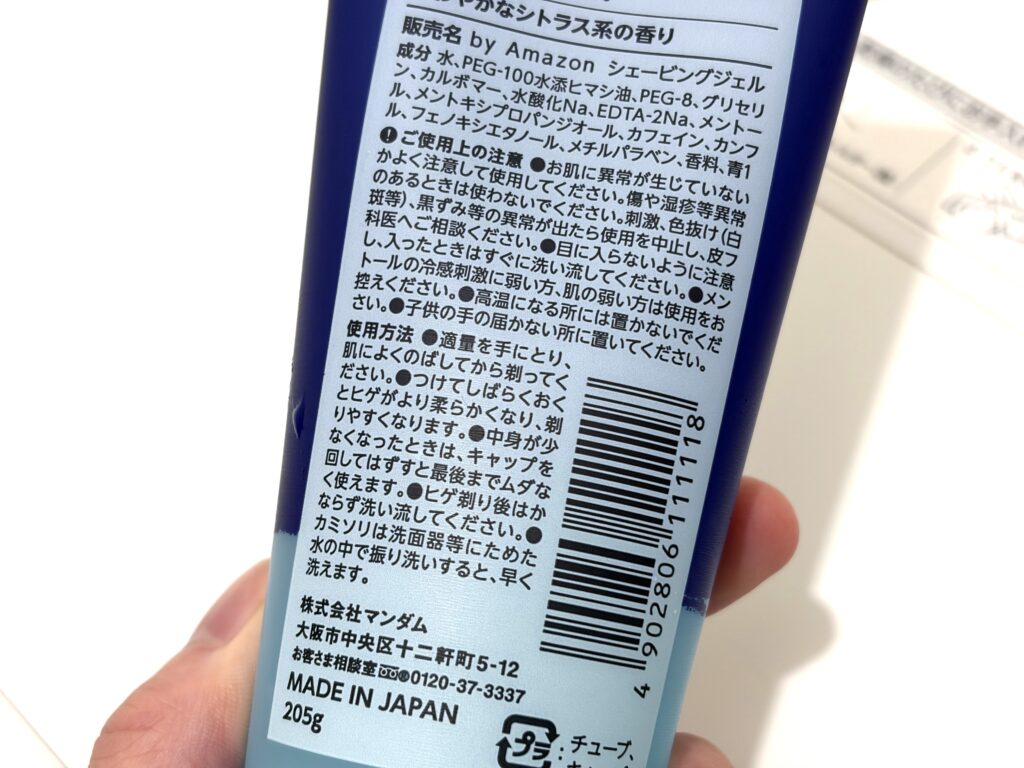 やかなシトラス系の香り
販売名 by Amazon シェービングジェル
成分 水、PEG-100水添ヒマシ油、PEG-8、グリセリ
ン、カルボマー、水酸化Na、EDTA-2Na、メントー
ル、メントキシプロパンジオール、カフェイン、カンフ
ル、フェノキシエタノール、メチルパラベン、香料、青1
ご使用上の注意 ●お肌に異常が生じていない
かよく注意して使用してください。傷や湿疹等異常
のあるときは使わないでください。刺激、色抜け(白
斑等)、黒ずみ等の異常が出たら使用を中止し、皮フ
科医へご相談ください。●目に入らないように注意
し、入ったときはすぐに洗い流してください。●メン
トールの冷感刺激に弱い方、肌の弱い方は使用をお
控えください。●高温になる所には置かないでくだ
さい。●子供の手の届かない所に置いてください。
使用方法 ●適量を手にとり、
肌によくのばしてから剃ってく
ださい。●つけてしばらくおく
とヒゲがより柔らかくなり、剃
りやすくなります。●中身が少
なくなったときは、キャップを
回してはずすと最後までムダな
く使えます。●ヒゲ剃り後はか
ならず洗い流してください。●
カミソリは洗面器等にためた
水の中で振り洗いすると、早く
洗えます。
4902806111118
株式会社マンダム
大阪市中央区十二軒町5-12
お客さま相談室 0120-37-3337
MADE IN JAPAN
205g
プラ : チューブ、